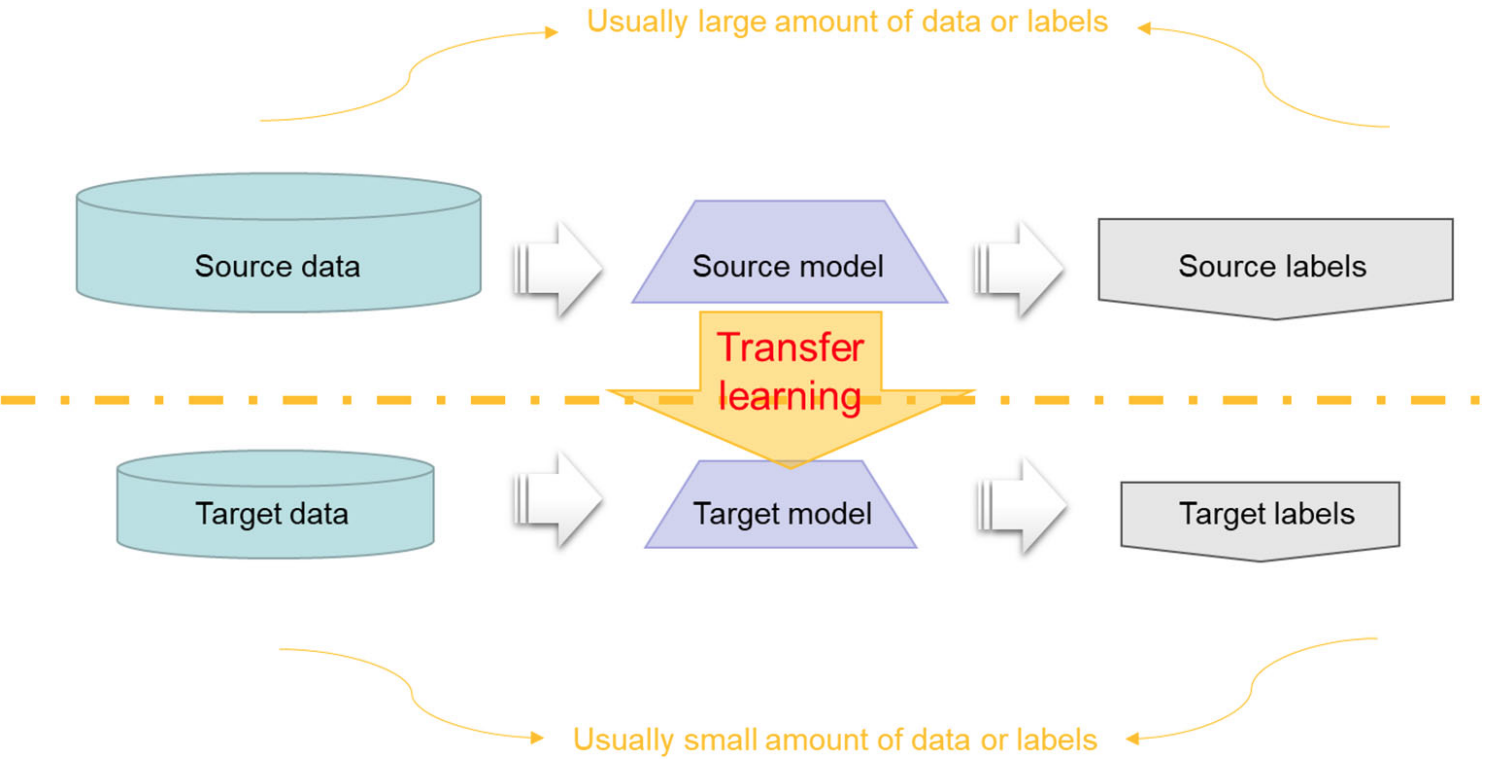 Usually large amount of data or labels
Source data
Source model
Source labels
Transfer
learning
Target data
Target model
Target labels
Usually small amount of data or labels